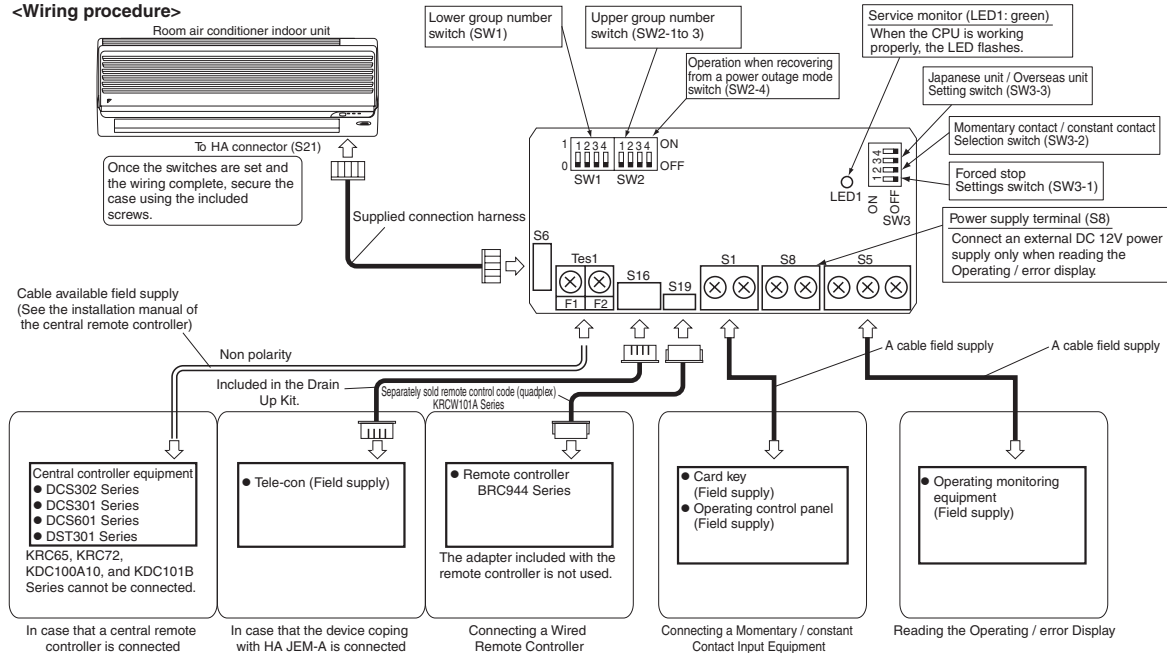 <Wiring procedure>
Room air conditioner indoor unit
To HA connector (S21)
Once the switches are set and
the wiring complete, secure the
case using the included
screws.
Supplied connection harness
Lower group number
switch (SW1)
Upper group number
switch (SW2-1to 3)
Operation when recovering
from a power outage mode
switch (SW2-4)
Service monitor (LED1: green)
When the CPU is working
properly, the LED flashes.
Japanese unit / Overseas unit
Setting switch (SW3-3)
Momentary contact / constant contact
Selection switch (SW3-2)
Forced stop
Settings switch (SW3-1)
Power supply terminal (S8)
Connect an external DC 12V power
supply only when reading the
Operating / error display.
1 1234 1234 ON
0 OFF
SW1 SW2
LED1
1234
ON OFF
SW3
S6
Tes1
F1 F2
S16
S19
S1
S8
S5
Cable available field supply
(See the installation manual of
the central remote controller)
Non polarity
Included in the Drain
Up Kit.
Separately sold remote control code (quadplex)
KRCW101A Series
A cable field supply
A cable field supply
Central controller equipment
● DCS302 Series
● DCS301 Series
● DCS601 Series
● DST301 Series
KRC65, KRC72,
KDC100A10, and KDC101B
Series cannot be connected.
In case that a central remote
controller is connected
● Tele-con (Field supply)
In case that the device coping
with HA JEM-A is connected
● Remote controller
BRC944 Series
The adapter included with the
remote controller is not used.
Connecting a Wired
Remote Controller
● Card key
(Field supply)
● Operating control panel
(Field supply)
Connecting a Momentary / constant
Contact Input Equipment
● Operating monitoring
equipment
(Field supply)
Reading the Operating / error Display